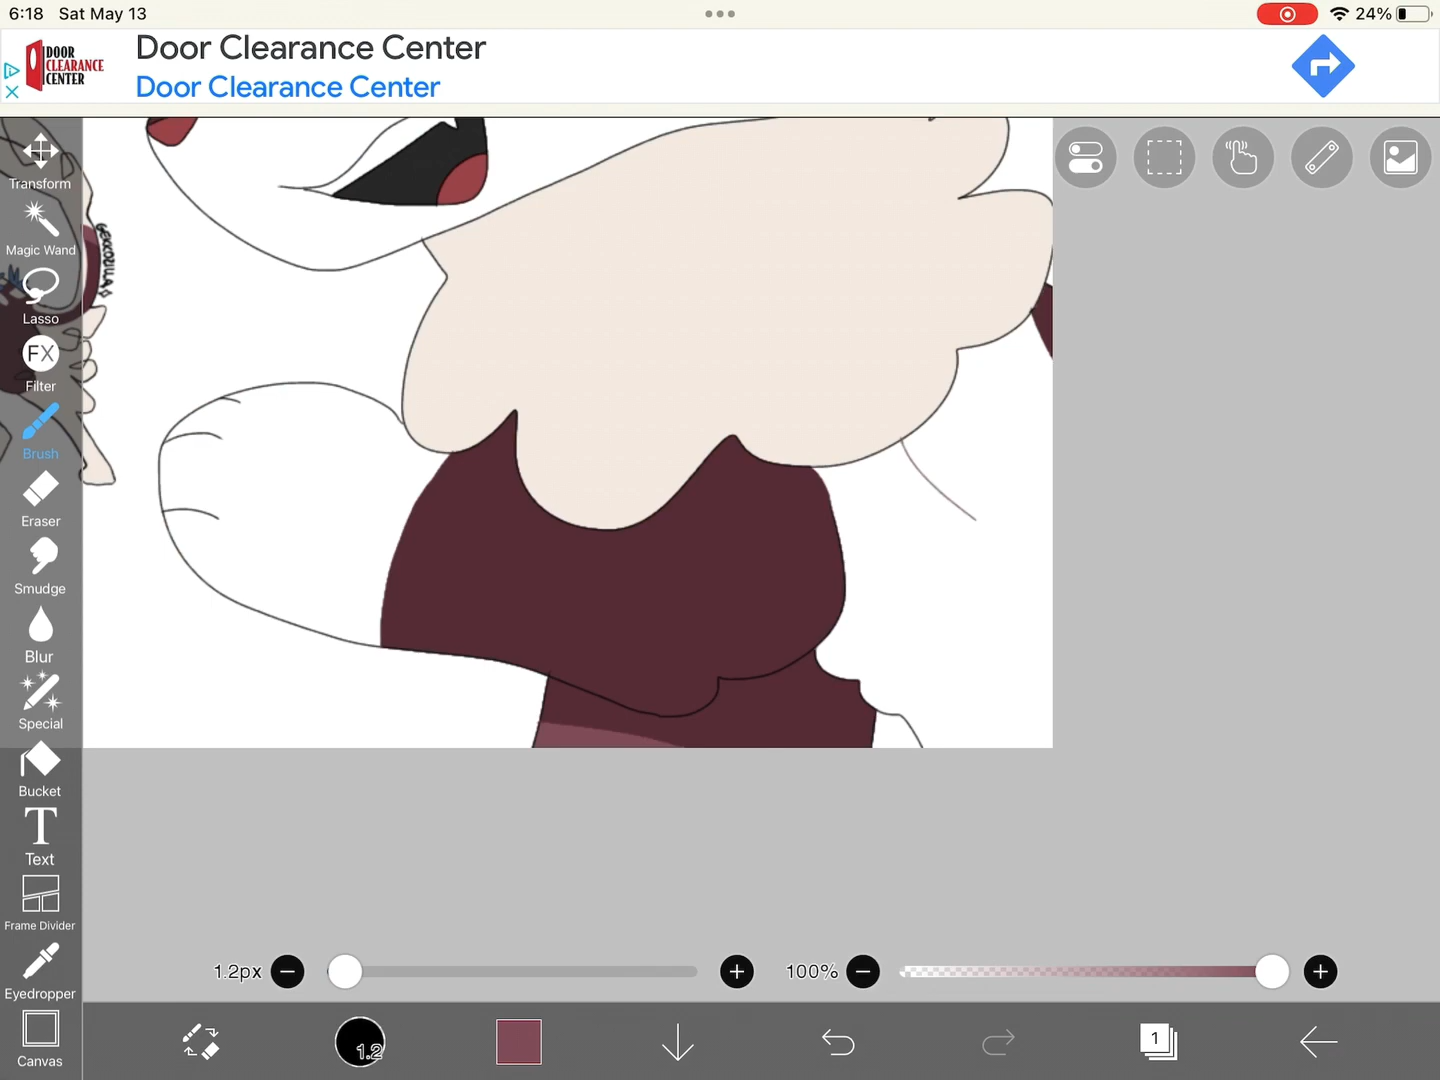 6:18 Sat May 13
24%
DOOR
CLEARANCE
CENTER
Door Clearance Center
Door Clearance Center
Transform
Magic Wand
Lasso
FX
Filter
Brush
Eraser
Smudge
Blur
Special
Bucket
T
Text
Frame Divider
Eyedropper
Canvas
1.2px
100%
1.2
1